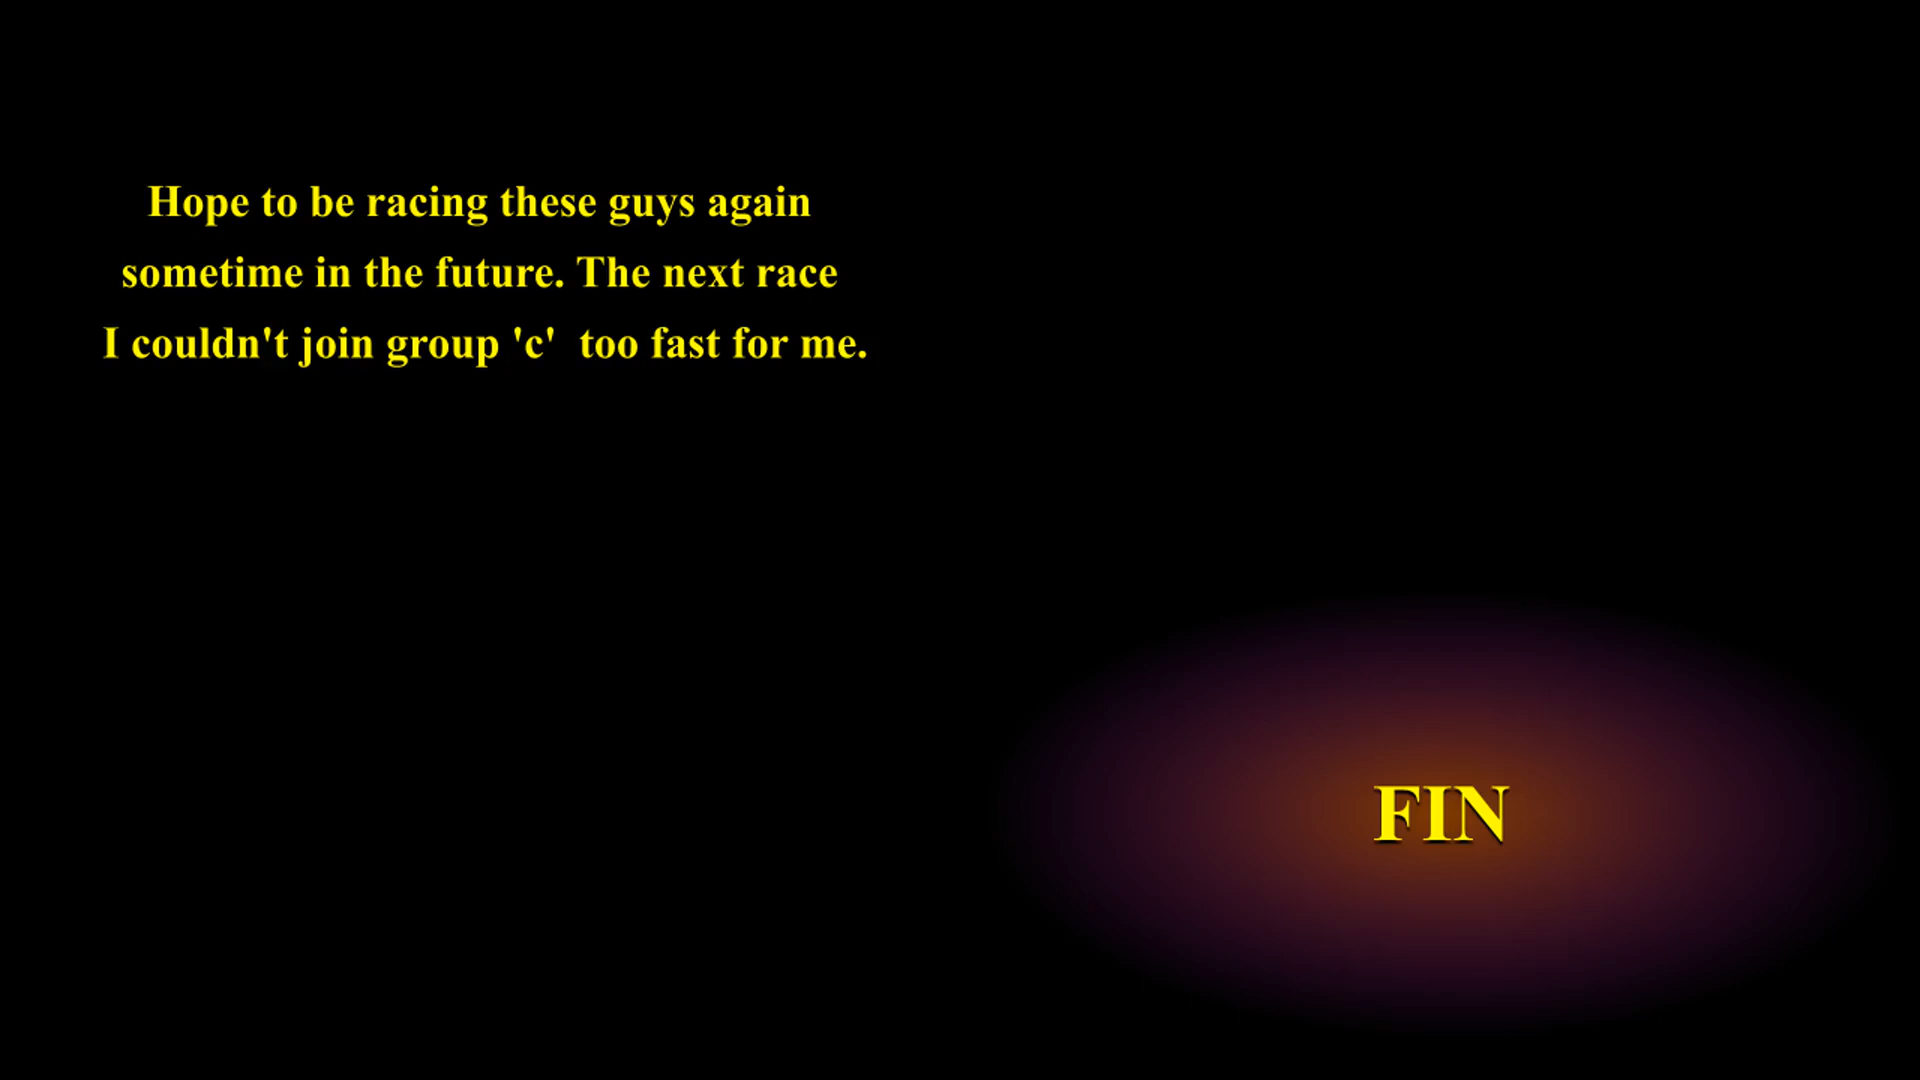 Hope to be racing these guys again
sometime in the future. The next race
I couldn't join group 'c'  too fast for me.
FIN